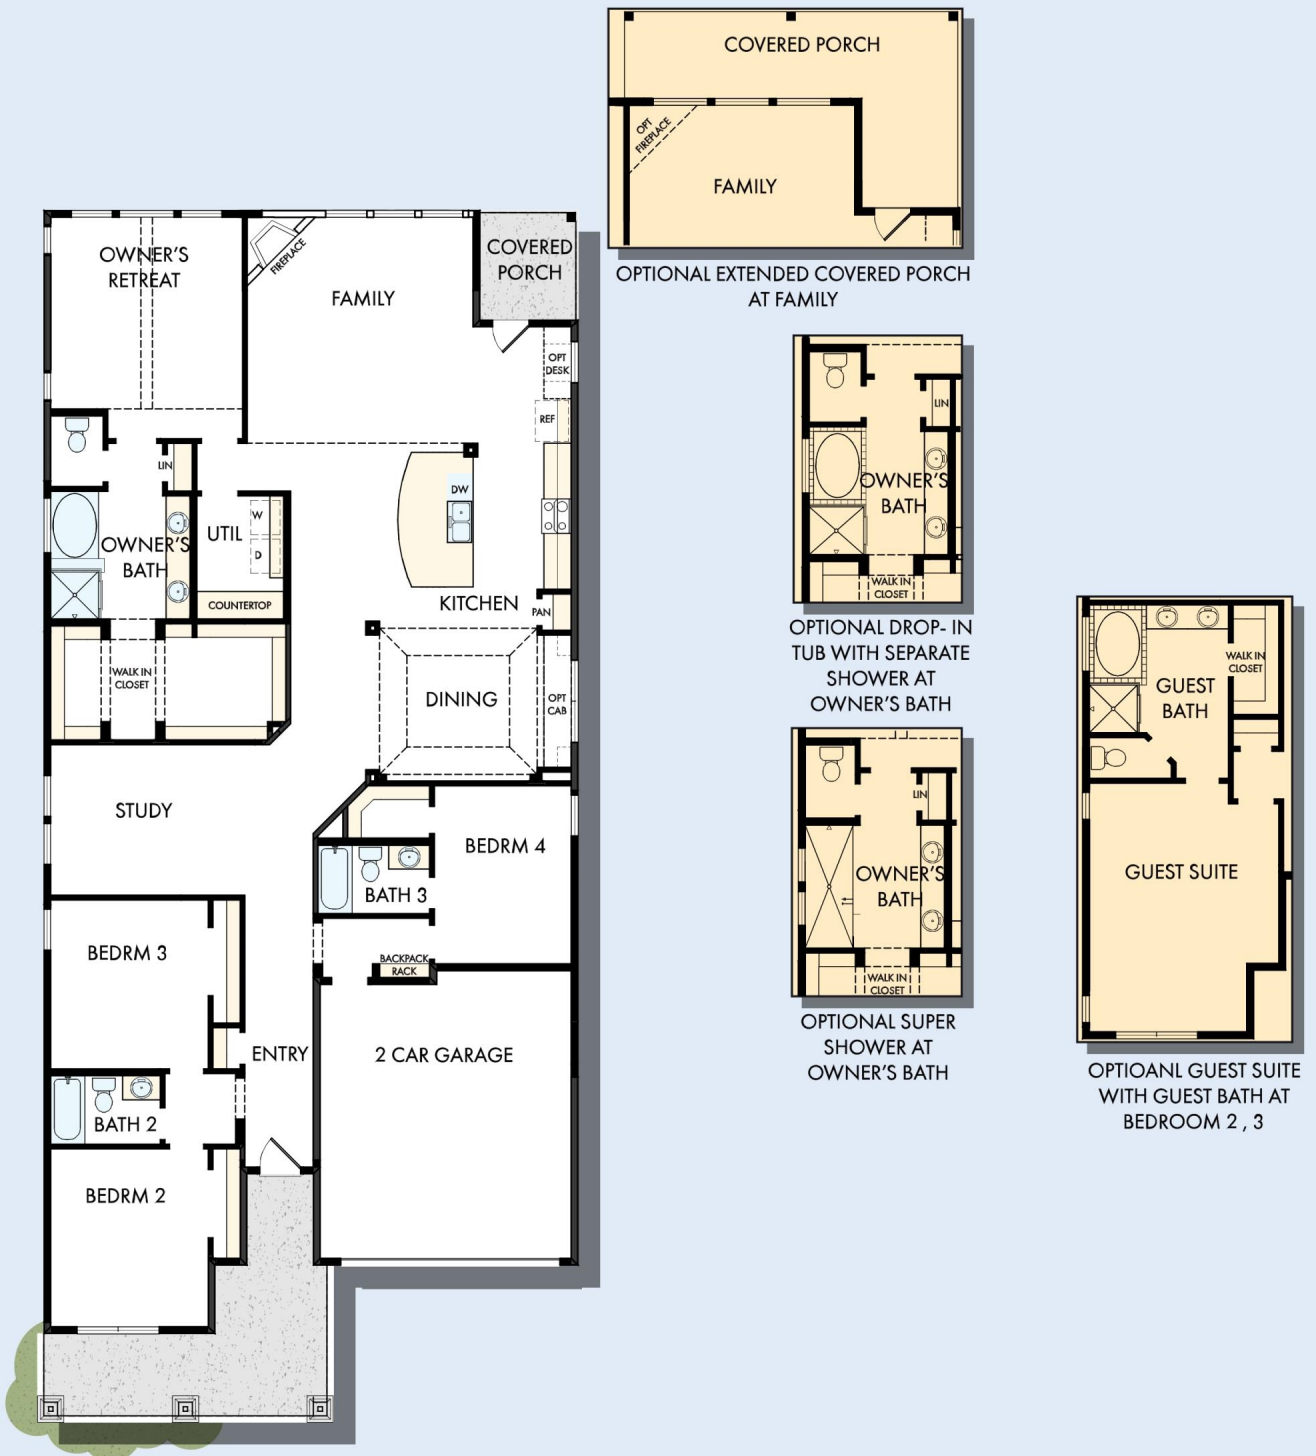 COVERED PORCH
OPT
FIREPLACE
FAMILY
OPTIONAL EXTENDED COVERED PORCH
AT FAMILY
OWNER'S
RETREAT
FIREPLACE
FAMILY
COVERED
PORCH
OPT
DESK
REF
LIN
DW
W
UTIL
D
OWNER'S
BATH
COUNTERTOP
KITCHEN
PAN
WALK IN
CLOSET
DINING
OPT
CAB
STUDY
BEDRM 4
BATH 3
BEDRM 3
BACKPACK
RACK
ENTRY
2 CAR GARAGE
BATH 2
BEDRM 2
LIN
OWNER'S
BATH
WALK IN
CLOSET
OPTIONAL DROP- IN
TUB WITH SEPARATE
SHOWER AT
OWNER'S BATH
LIN
OWNER'S
BATH
WALK IN
CLOSET
OPTIONAL SUPER
SHOWER AT
OWNER'S BATH
WALK IN
CLOSET
GUEST
BATH
GUEST SUITE
OPTIOANL GUEST SUITE
WITH GUEST BATH AT
BEDROOM 2 , 3